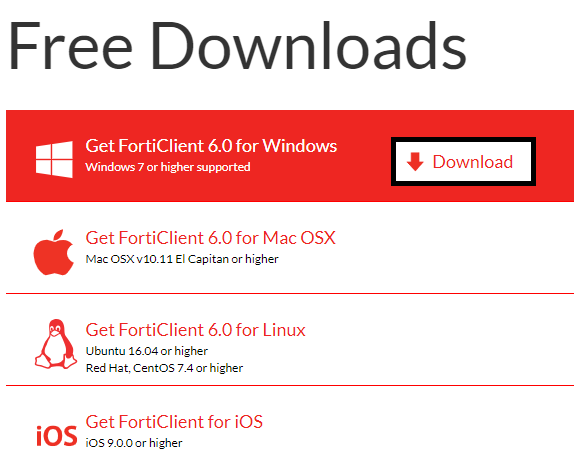 Free Downloads
Get FortiClient 6.0 for Windows
Windows 7 or higher supported
Download
Get FortiClient 6.0 for Mac OSX
Mac OSX v10.11 El Capitan or higher
Get FortiClient 6.0 for Linux
Ubuntu 16.04 or higher
Red Hat, CentOS 7.4 or higher
iOS
Get FortiClient for iOS
iOS 9.0.0 or higher